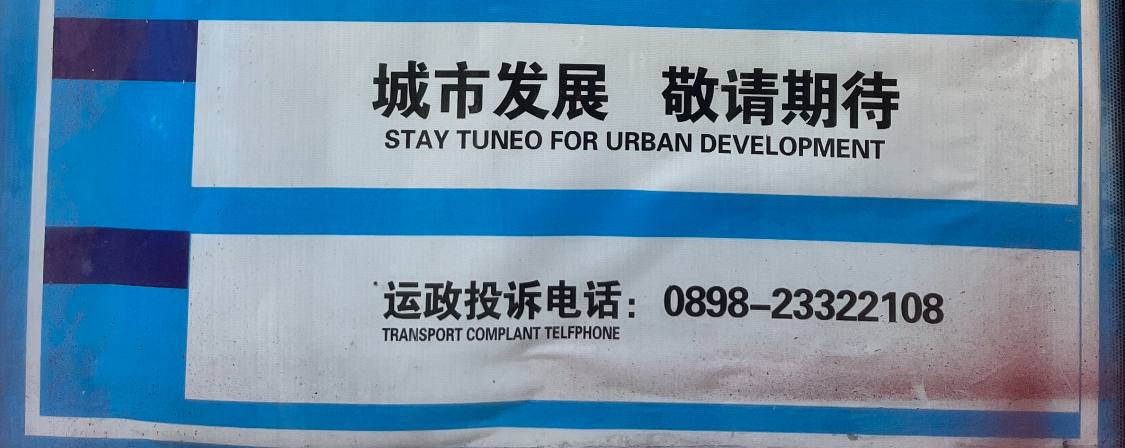 城市发展 敬请期待
STAY TUNEO FOR URBAN DEVELOPMENT
运政投诉电话：0898-23322108
TRANSPORT COMPLANT TELFPHONE